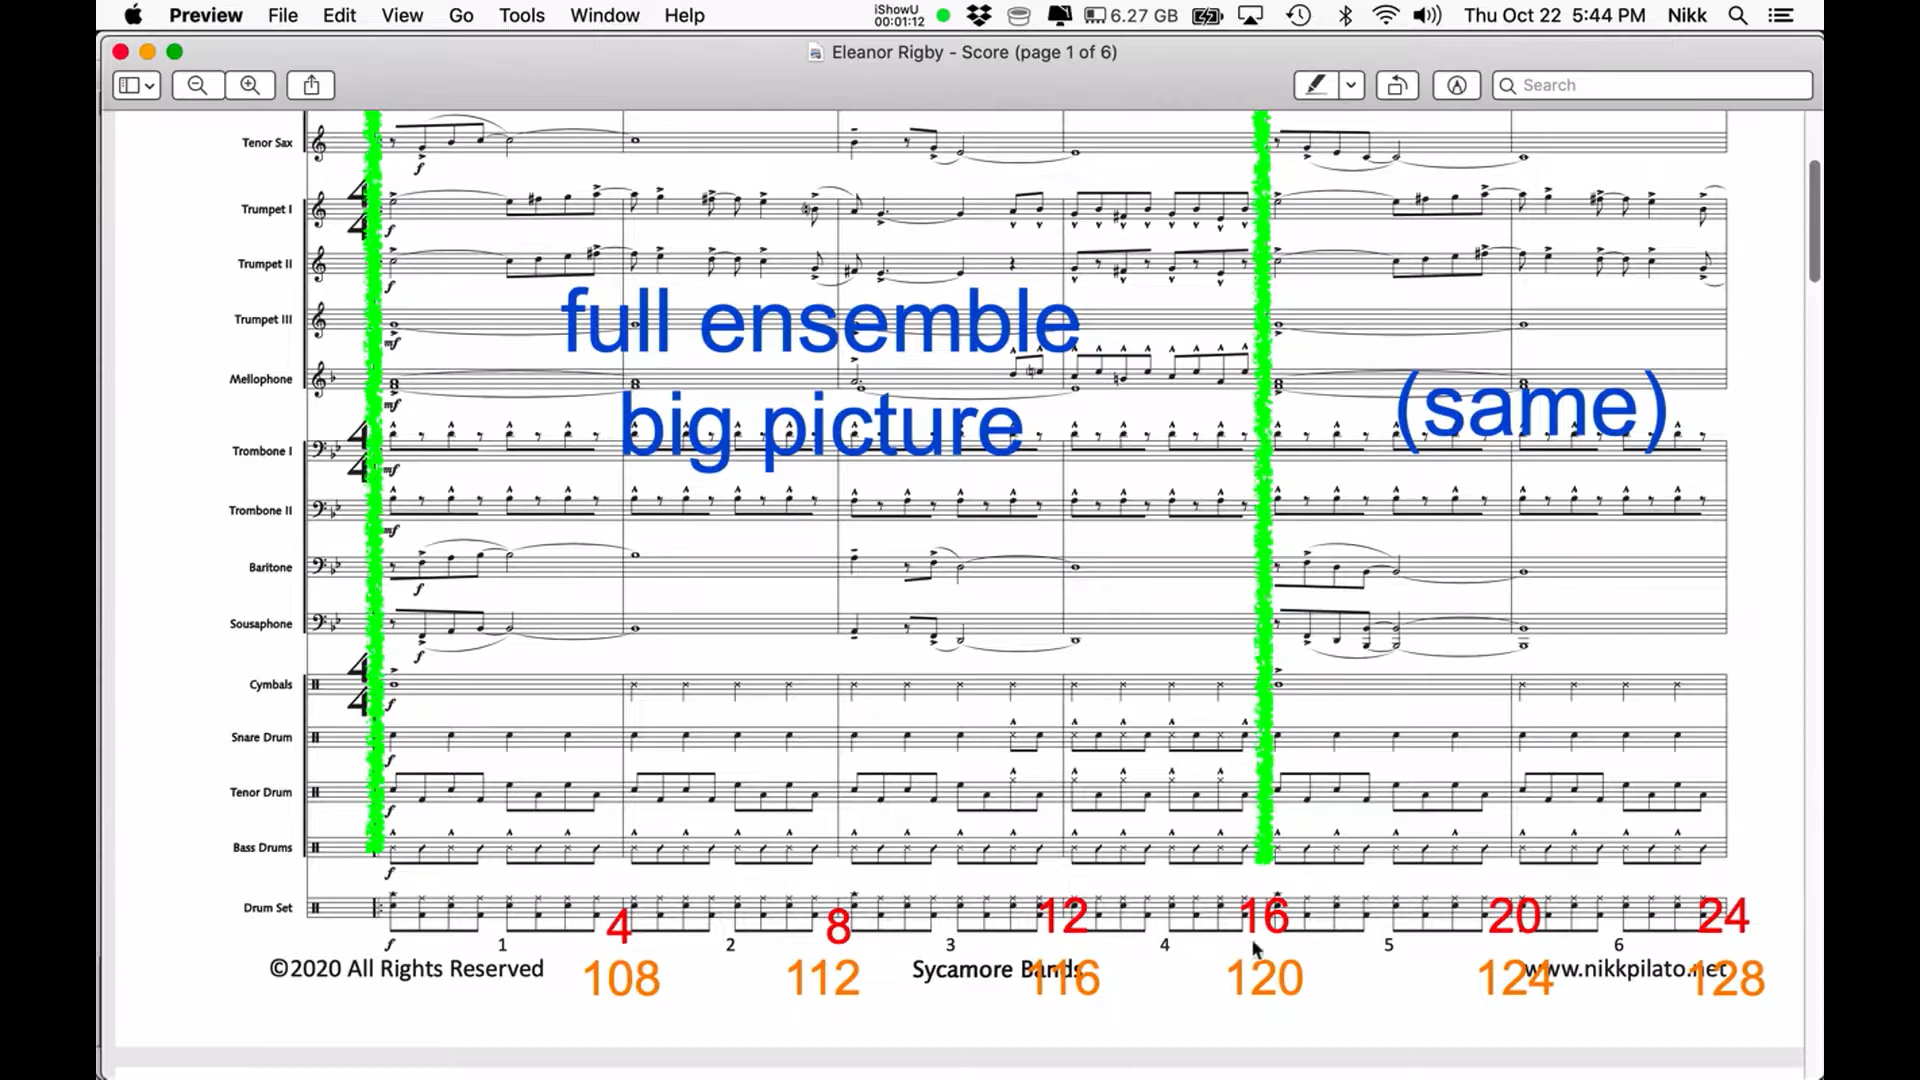 Preview File Edit View Go Tools Window Help iShowU 00:01:12 6.27 GB Thu Oct 22 5:44 PM Nikk
Eleanor Rigby - Score (page 1 of 6)
Search
Tenor Sax
f
Trumpet I
f
Trumpet II
f
full ensemble
Trumpet III
mf
Mellophone
mf
(same)
big picture
Trombone I
mf
Trombone II
mf
Baritone
f
Sousaphone
f
Cymbals
f
Snare Drum
f
Tenor Drum
f
Bass Drums
f
Drum Set
4 8 12 16 20 24
f 1 2 3 4 5 6
©2020 All Rights Reserved Sycamore Bands www.nikkpilato.net
108 112 116 120 124 128